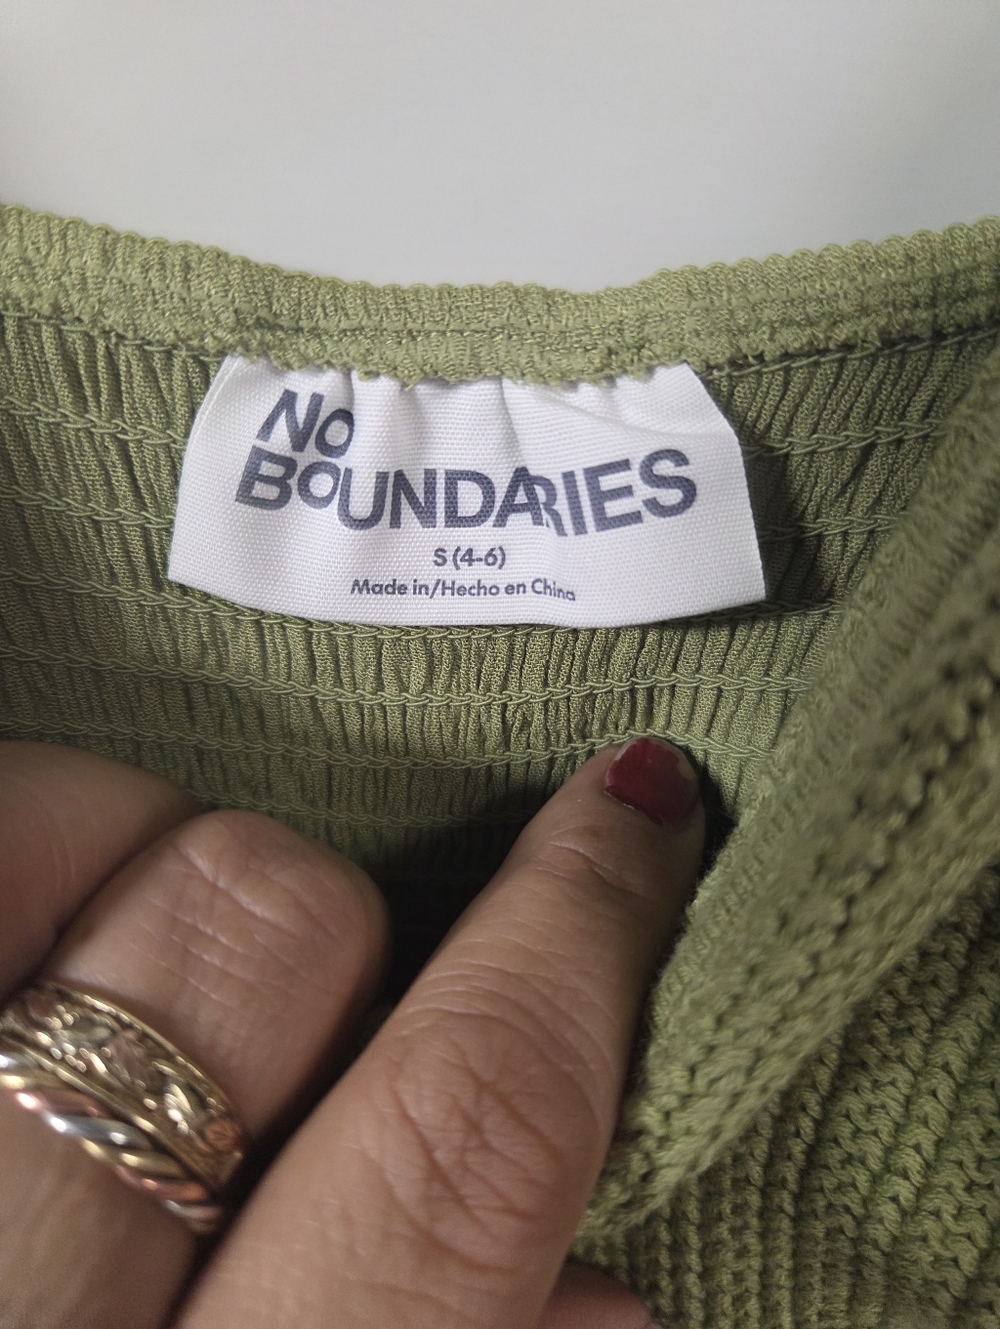 NO
BOUNDARIES
S (4-6)
Made in/Hecho en China